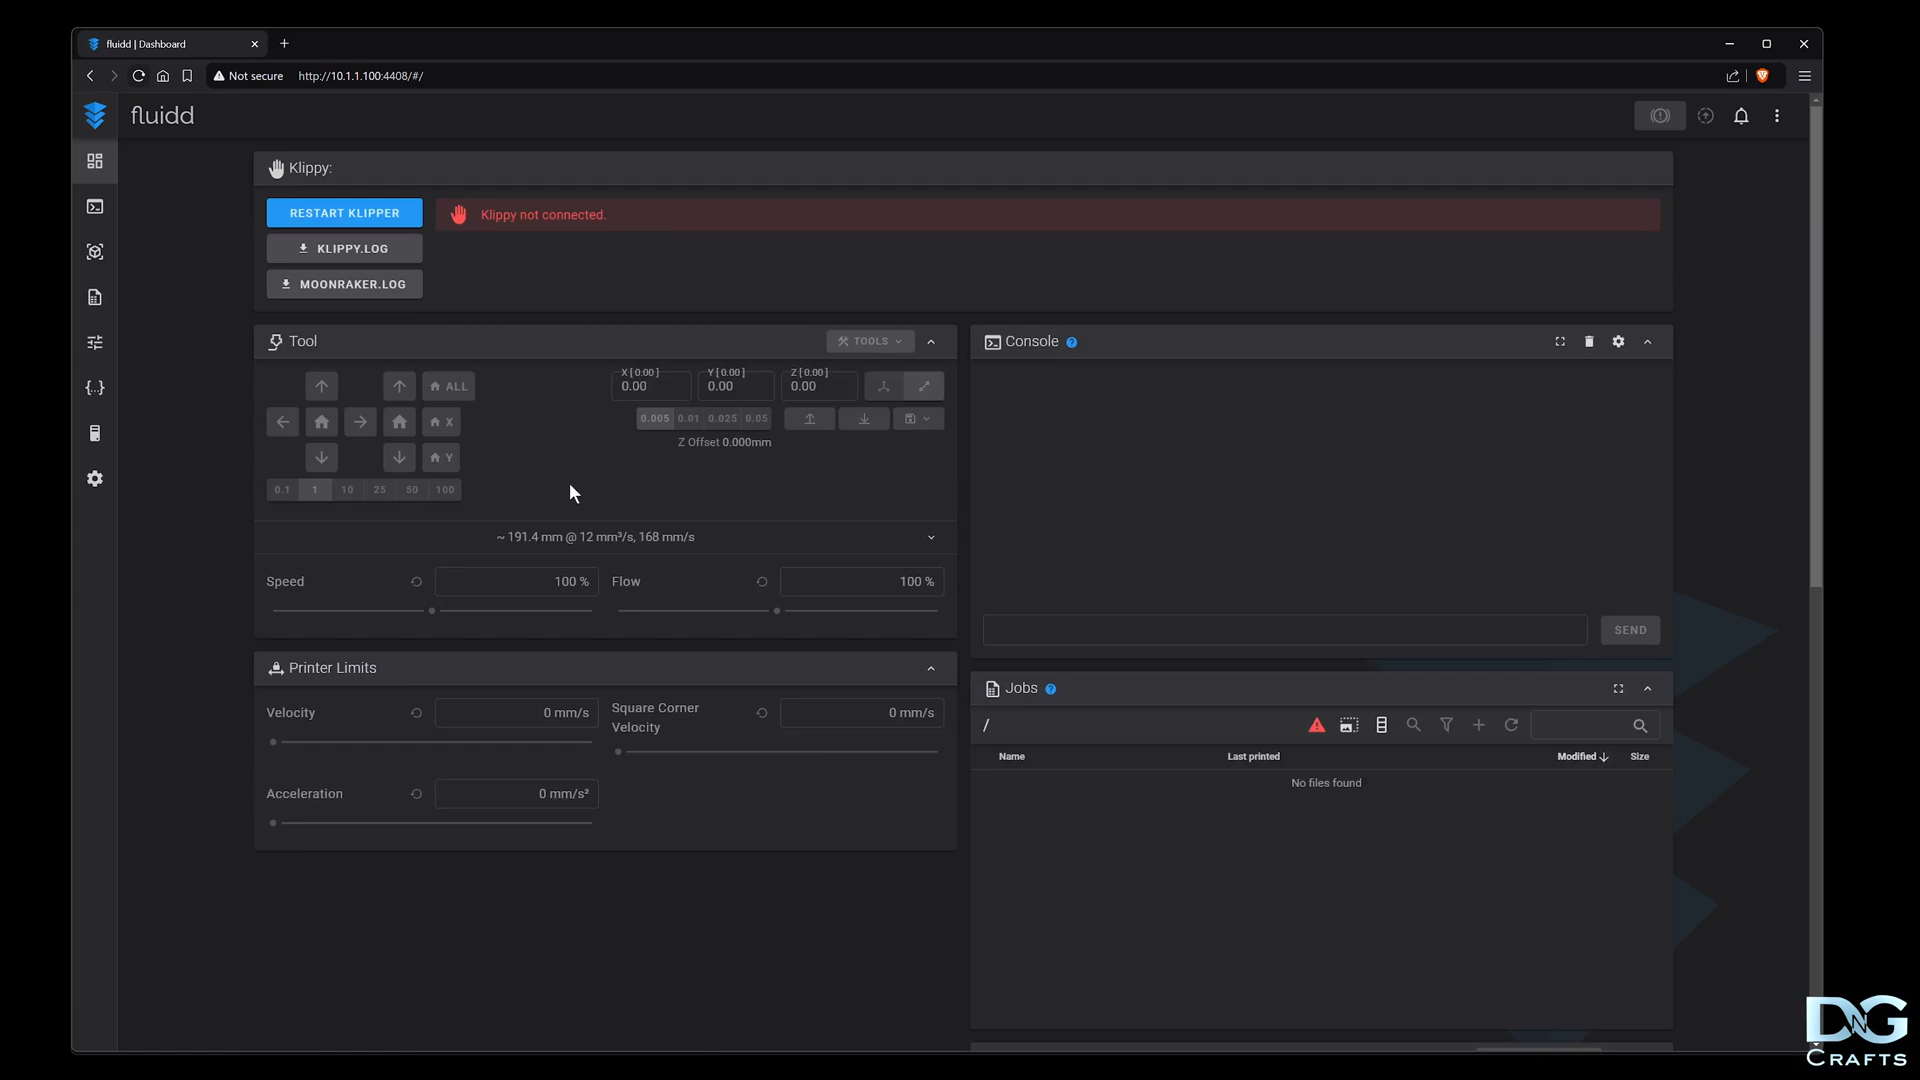 fluidd | Dashboard
Not secure http://10.1.1.100:4408/#/
fluidd
Klippy:
RESTART KLIPPER
Klippy not connected.
KLIPPY.LOG
MOONRAKER.LOG
Tool
TOOLS
ALL
X
Y
X [ 0.00 ]
0.00
Y [ 0.00 ]
0.00
Z [ 0.00 ]
0.00
0.005 0.01 0.025 0.05
Z Offset 0.000mm
0.1 1 10 25 50 100
~ 191.4 mm @ 12 mm³/s, 168 mm/s
Speed 100 %
Flow 100 %
Printer Limits
Velocity 0 mm/s
Square Corner
Velocity
0 mm/s
Acceleration 0 mm/s²
Console
SEND
Jobs
/
Name Last printed Modified Size
No files found
DNG
CRAFTS